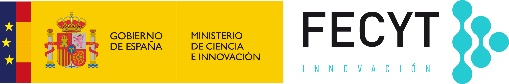 GOBIERNO
DE ESPAÑA
MINISTERIO
DE CIENCIA
E INNOVACIÓN
FECYT
INNOVACIÓN